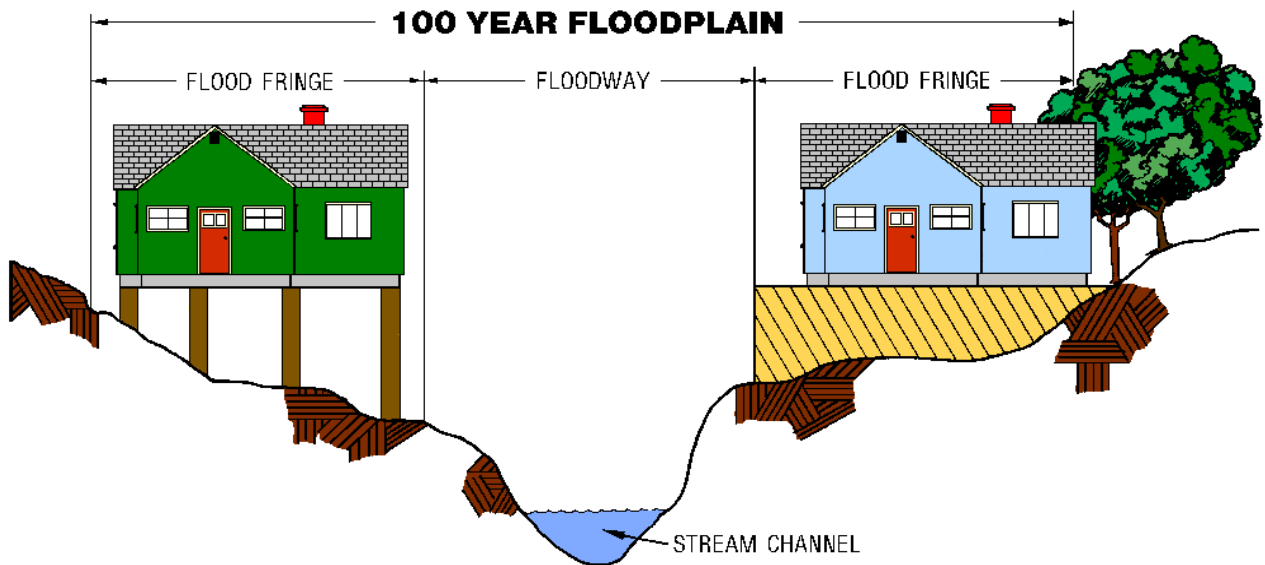 100 YEAR FLOODPLAIN
FLOOD FRINGE
FLOODWAY
FLOOD FRINGE
STREAM CHANNEL